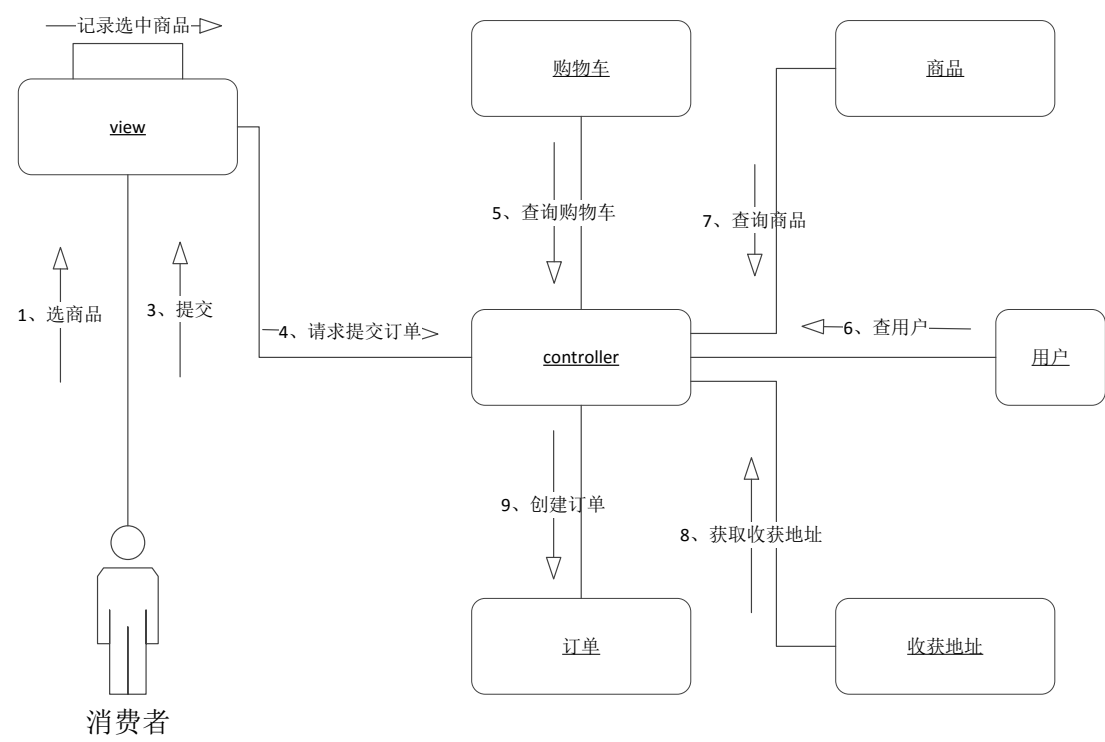 记录选中商品
购物车
商品
view
5、查询购物车
7、查询商品
1、选商品
3、提交
4、请求提交订单
6、查用户
controller
用户
9、创建订单
8、获取收获地址
订单
收获地址
消费者